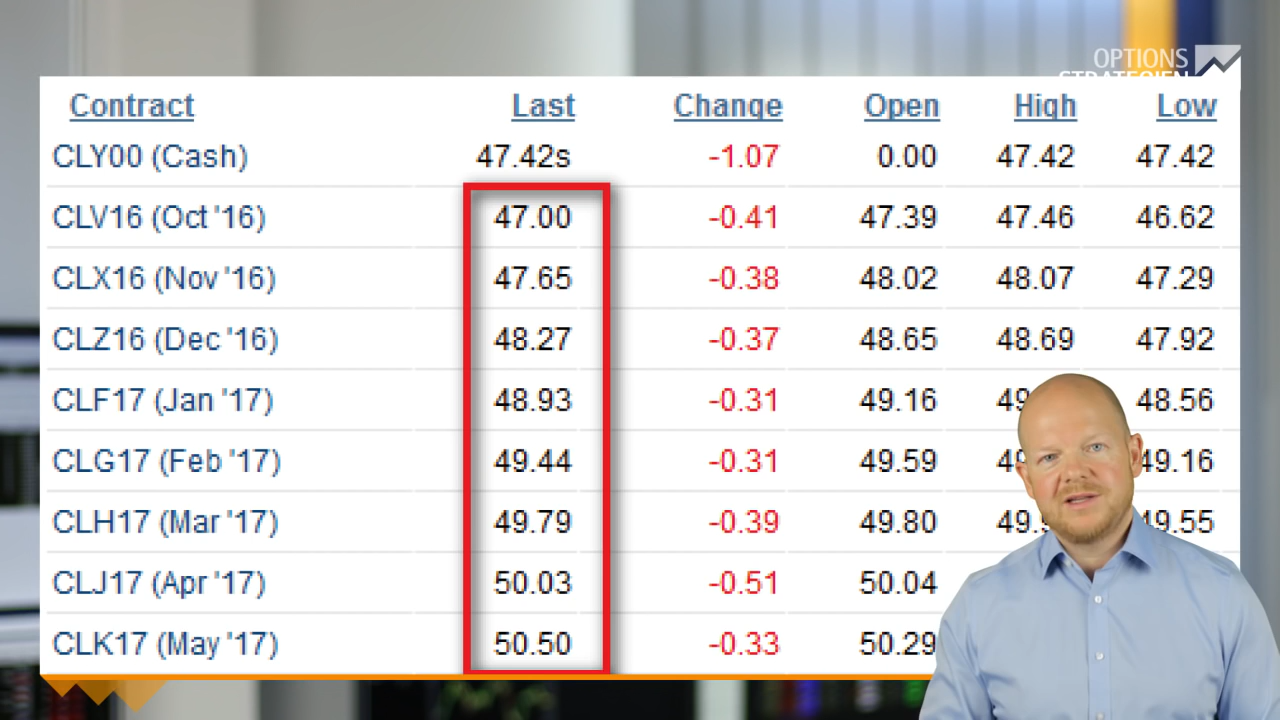 OPTIONS
STRATEGIEN
Contract Last Change Open High Low
CLY00 (Cash) 47.42s -1.07 0.00 47.42 47.42
CLV16 (Oct '16) 47.00 -0.41 47.39 47.46 46.62
CLX16 (Nov '16) 47.65 -0.38 48.02 48.07 47.29
CLZ16 (Dec '16) 48.27 -0.37 48.65 48.69 47.92
CLF17 (Jan '17) 48.93 -0.31 49.16 48.56
CLG17 (Feb '17) 49.44 -0.31 49.59 49.16
CLH17 (Mar '17) 49.79 -0.39 49.80 49.55
CLJ17 (Apr '17) 50.03 -0.51 50.04
CLK17 (May '17) 50.50 -0.33 50.29